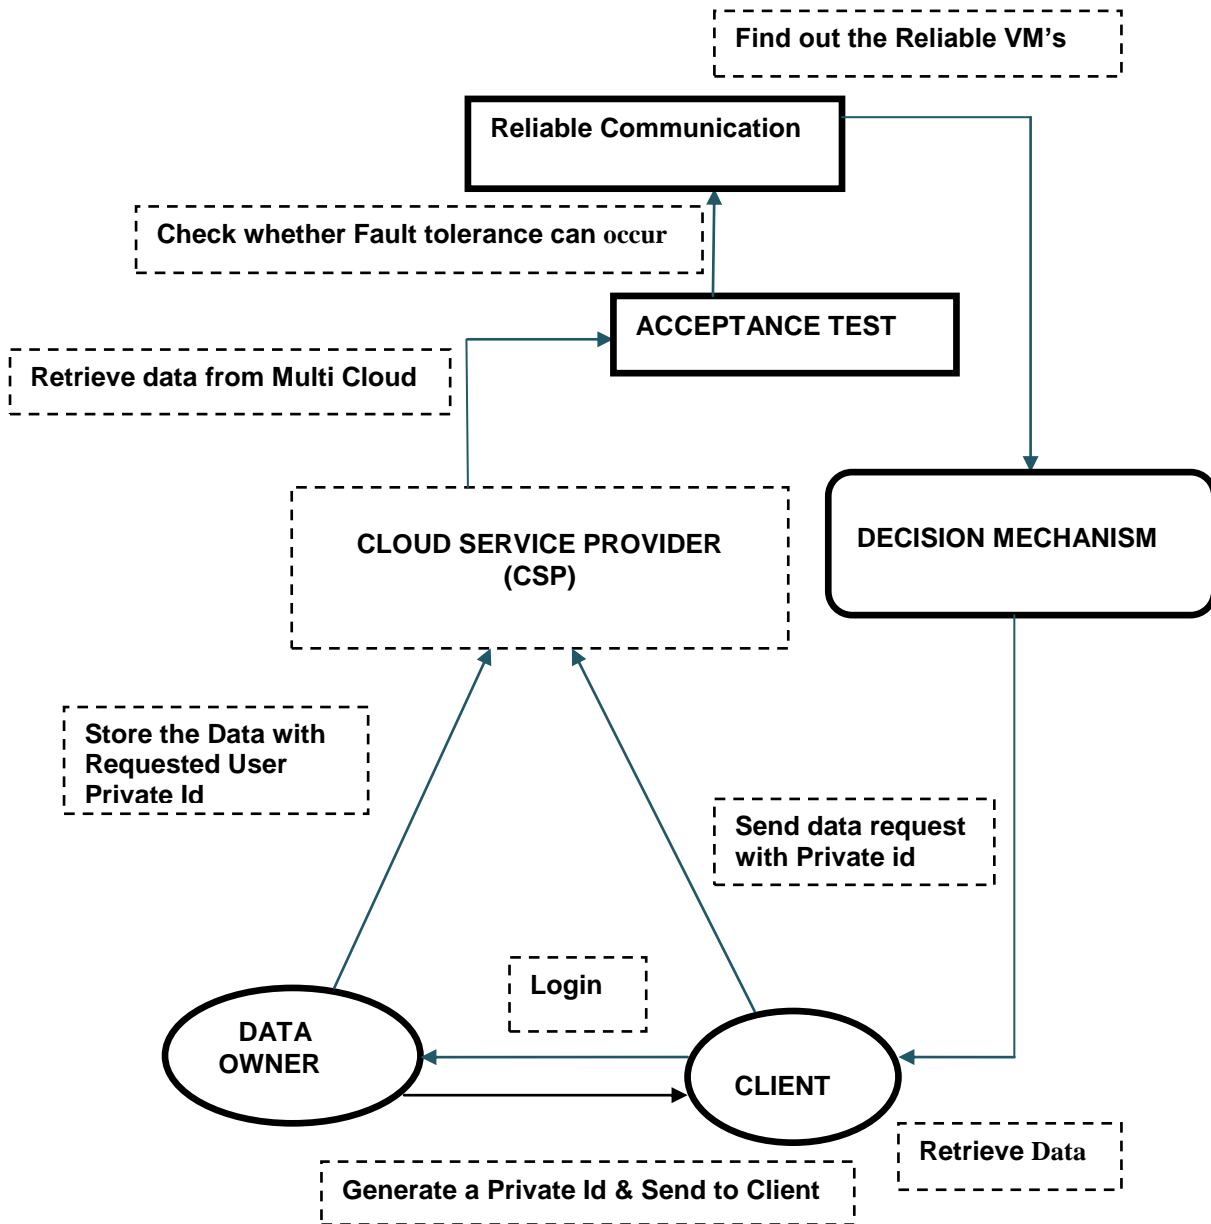 Find out the Reliable VM’s
Reliable Communication
Check whether Fault tolerance can occur
ACCEPTANCE TEST
Retrieve data from Multi Cloud
CLOUD SERVICE PROVIDER
(CSP)
DECISION MECHANISM
Store the Data with
Requested User
Private Id
Send data request
with Private id
Login
DATA
OWNER
CLIENT
Retrieve Data
Generate a Private Id & Send to Client